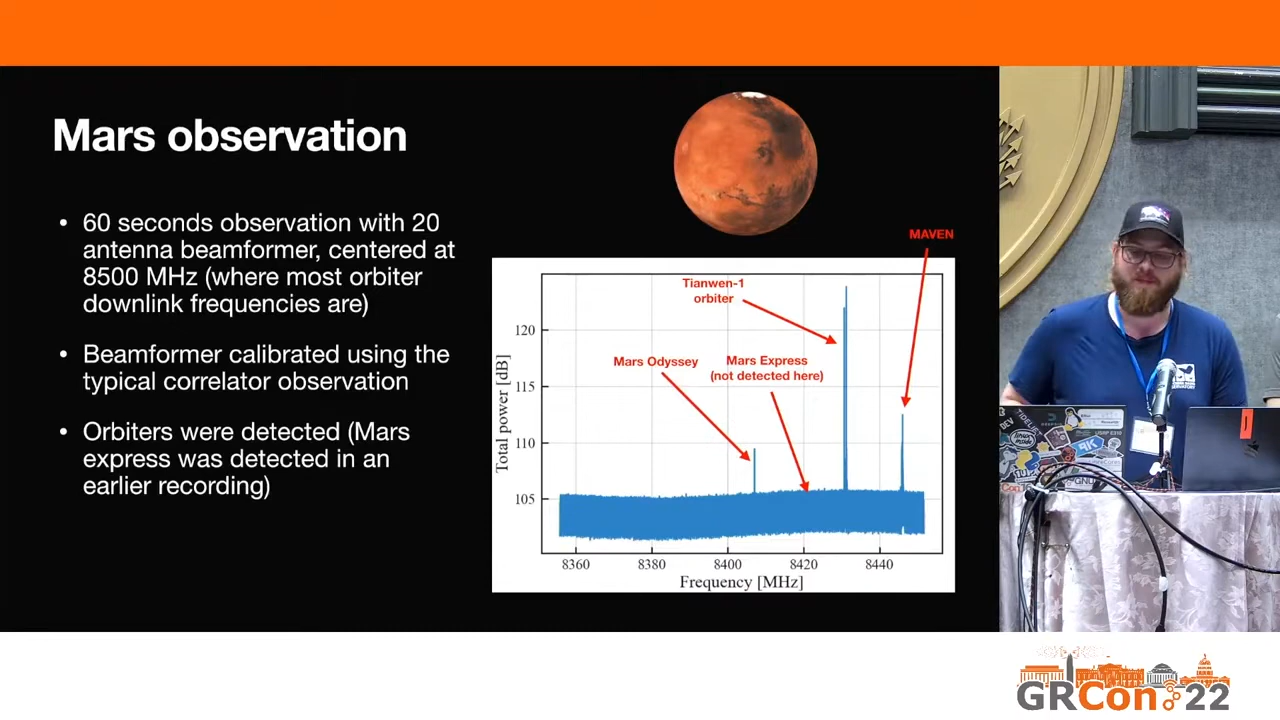 Mars observation
• 60 seconds observation with 20
antenna beamformer, centered at
8500 MHz (where most orbiter
downlink frequencies are)
• Beamformer calibrated using the
typical correlator observation
• Orbiters were detected (Mars
express was detected in an
earlier recording)
MAVEN
Tianwen-1
orbiter
Mars Odyssey
Mars Express
(not detected here)
Total power [dB]
120
115
110
105
8360 8380 8400 8420 8440
Frequency [MHz]
DEV
GRCon 22